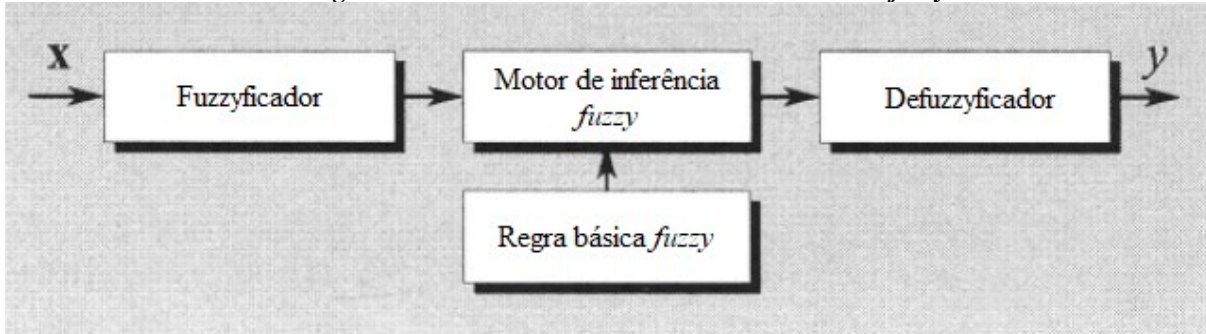 x
Fuzzyficador
Motor de inferência
fuzzy
Defuzzyficador
y
Regra básica fuzzy